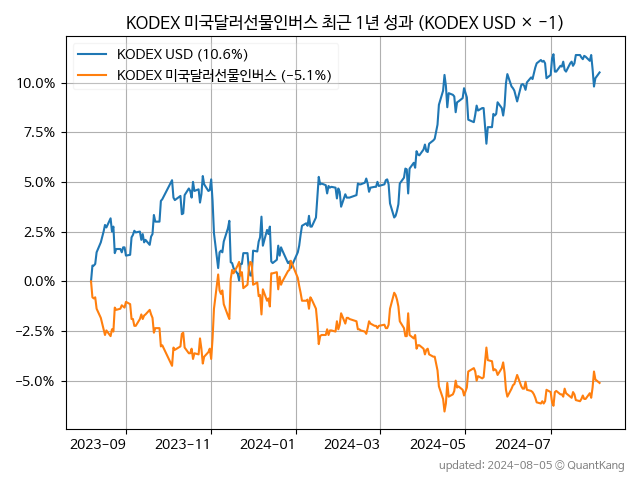 KODEX 미국달러선물인버스 최근 1년 성과 (KODEX USD × −1)
KODEX USD (10.6%)
KODEX 미국달러선물인버스 (−5.1%)
10.0%
7.5%
5.0%
2.5%
0.0%
−2.5%
−5.0%
2023-09 2023-11 2024-01 2024-03 2024-05 2024-07
updated: 2024-08-05 © QuantKang